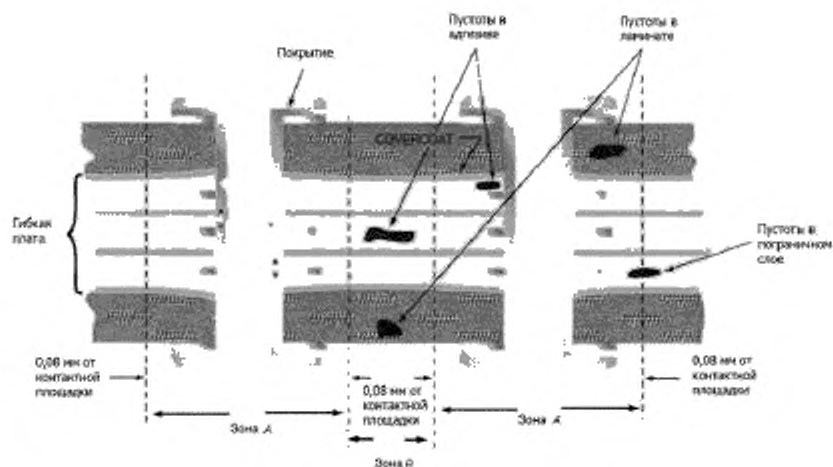 Пустоты в
адгезиве
Пустоты в
ламинате
Покрытие
COVERCOAT
Гибкая
плата
Пустоты в
пограничном
слое
0,08 мм от
контактной
площадки
0,08 мм от
контактной
площадки
0,08 мм от
контактной
площадки
Зона A
Зона A
Зона B